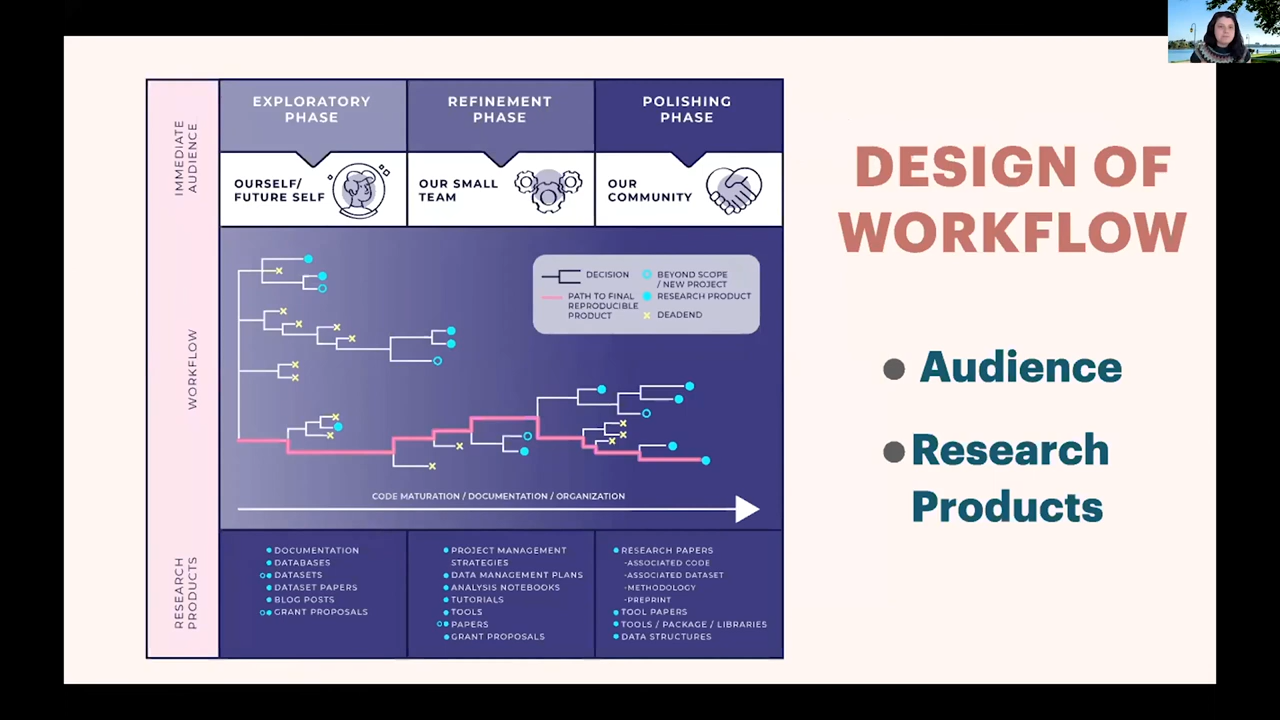 IMMEDIATE
AUDIENCE
EXPLORATORY
PHASE
REFINEMENT
PHASE
POLISHING
PHASE
OURSELF/
FUTURE SELF
OUR SMALL
TEAM
OUR
COMMUNITY
WORKFLOW
DECISION
PATH TO FINAL
REPRODUCIBLE
PRODUCT
BEYOND SCOPE
/ NEW PROJECT
RESEARCH PRODUCT
DEADEND
CODE MATURATION / DOCUMENTATION / ORGANIZATION
RESEARCH
PRODUCTS
DOCUMENTATION
DATABASES
DATASETS
DATASET PAPERS
BLOG POSTS
GRANT PROPOSALS
PROJECT MANAGEMENT
STRATEGIES
DATA MANAGEMENT PLANS
ANALYSIS NOTEBOOKS
TUTORIALS
TOOLS
PAPERS
GRANT PROPOSALS
RESEARCH PAPERS
-ASSOCIATED CODE
-ASSOCIATED DATASET
-METHODOLOGY
-PREPRINT
TOOL PAPERS
TOOLS / PACKAGE / LIBRARIES
DATA STRUCTURES
DESIGN OF
WORKFLOW
● Audience
● Research
Products